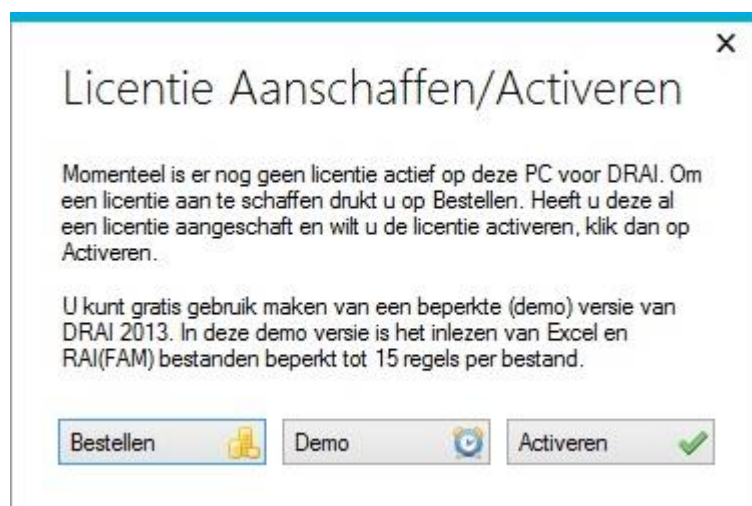 Licentie Aanschaffen/Activeren
Momenteel is er nog geen licentie actief op deze PC voor DRAI. Om
een licentie aan te schaffen drukt u op Bestellen. Heeft u deze al
een licentie aangeschaft en wilt u de licentie activeren, klik dan op
Activeren.
U kunt gratis gebruik maken van een beperkte (demo) versie van
DRAI 2013. In deze demo versie is het inlezen van Excel en
RAI(FAM) bestanden beperkt tot 15 regels per bestand.
Bestellen Demo Activeren